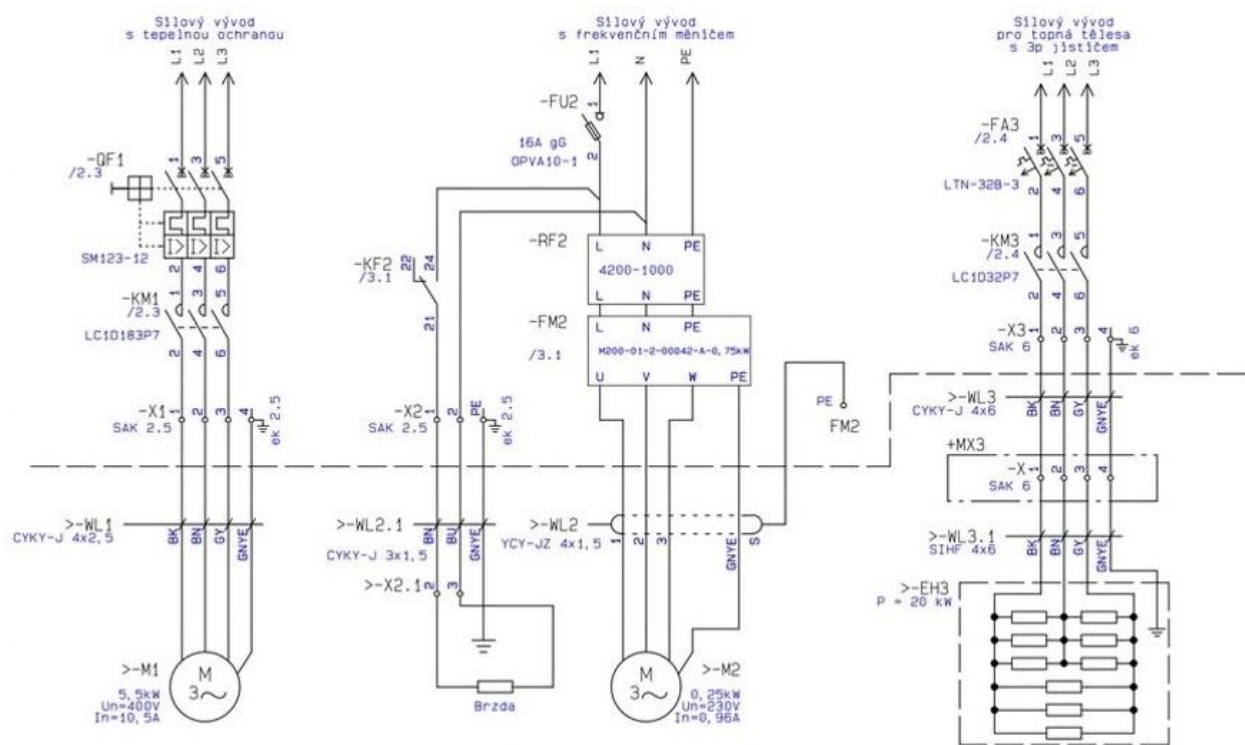 Silový vývod
s tepelnou ochranou
L1
L2
L3
-QF1
/2.3
1
3
5
SM123-12
I>
I>
I>
2
4
6
-KM1
/2.3
1
3
5
LC1D183P7
2
4
6
-X1
SAK 2.5
1
2
3
4
ek 2.5
>-WL1
CYKY-J 4x2,5
BK
BN
GY
GNYE
>-M1
5,5kW
Un=400V
In=10,5A
M
3~
Silový vývod
s frekvenčním měničem
L1
N
PE
-FU2
1
16A gG
OPVA10-1
2
-RF2
L
N
PE
4200-1000
L
N
PE
-KF2
/3.1
22
24
21
-FM2
/3.1
L
N
PE
M200-01-2-00042-A-0,75kW
U
V
W
PE
-X2
SAK 2.5
1
2
PE
ek 2.5
PE
FM2
>-WL2.1
CYKY-J 3x1,5
BN
BU
GNYE
>-WL2
YCY-JZ 4x1,5
1
2
3
GNYE
S
>-X2.1
2
3
Brzda
M
3~
>-M2
0,25kW
Un=230V
In=0,96A
Silový vývod
pro topná tělesa
s 3p jističem
L1
L2
L3
-FA3
/2.4
1
3
5
LTN-32B-3
2
4
6
-KM3
/2.4
1
3
5
LC1D32P7
2
4
6
-X3
SAK 6
1
2
3
4
ek 6
>-WL3
CYKY-J 4x6
BK
BN
GY
GNYE
+MX3
-X
SAK 6
1
2
3
4
>-WL3.1
SIHF 4x6
BK
BN
GY
GNYE
>-EH3
P = 20 kW